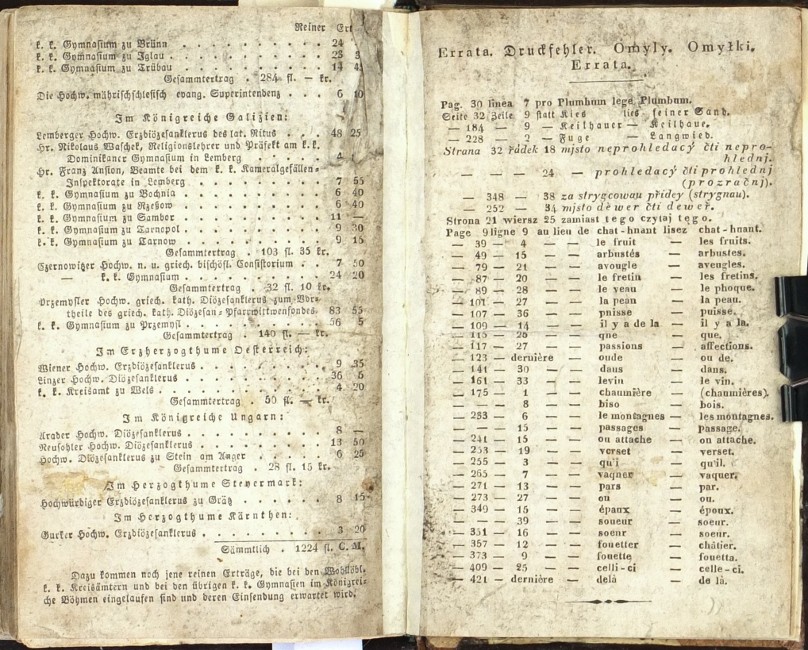 Reiner Ert
k. k. Gymnasium zu Brünn . . . . . . . . 24
k. k. Gymnasium zu Iglau . . . . . . . . 25 3
k. k. Gymnasium zu Trübau . . . . . . . 14 4
Gesammtertrag . 284 fl. — kr.
Die Hochw. mährischschlesisch evang. Superintendenz . . . 6 10
Im Königreiche Galizien:
Lemberger Hochw. Erzdiözesanklerus des lat. Ritus . . . 48 25
Hr. Nikolaus Waschek, Religionslehrer und Präfekt am k. k.
Dominikaner Gymnasium in Lemberg . . . . 4
Hr. Franz Ansion, Beamte bei dem k. k. Kameralgefällen-
Inspektorate in Lemberg . . . . . . . 7 55
k. k. Gymnasium zu Bochnia . . . . . . . 6 40
k. k. Gymnasium zu Rzeßow . . . . . . . 6 40
k. k. Gymnasium zu Sambor . . . . . . . 11 —
k. k. Gymnasium zu Tarnopol . . . . . . . 9 30
k. k. Gymnasium zu Tarnow . . . . . . . 9 15
Gesammtertrag . 103 fl. 35 kr.
Czernowitzer Hochw. n. u. griech. bischöfl. Consistorium . . 7 50
— k. k. Gymnasium . . . . . . 24 20
Gesammtertrag . 32 fl. 10 kr.
Przemysler Hochw. griech. kath. Diözesanklerus zum Vor-
theile des griech. kath. Diözesan-Pfarrwittwenfondes . 83 55
k. k. Gymnasium zu Przemysl . . . . . . . 56 5
Gesammtertrag . 140 fl. — kr.
Im Erzherzogthume Oesterreich:
Wiener Hochw. Erzdiözesanklerus . . . . . . 9 35
Linzer Hochw. Diözesanklerus . . . . . . . 36 5
k. k. Kreisamt zu Wels . . . . . . . . 4 20
Gesammtertrag . 50 fl. — kr.
Im Königreiche Ungarn:
Arader Hochw. Diözesanklerus . . . . . . . 8 —
Neusohler Hochw. Diözesanklerus . . . . . . 13 50
Hochw. Diözesanklerus zu Stein am Anger . . . . 6 25
Gesammtertrag . 28 fl. 15 kr.
Im Herzogthume Steyermark:
Hochwürdiger Erzdiözesanklerus zu Grätz . . . . . 8 15
Im Herzogthume Kärnthen:
Gurker Hochw. Erzdiözesanklerus . . . . . . . 3 20
Sämmtlich . 1224 fl. C. M.
Dazu kommen noch jene reinen Erträge, die bei den Wohllöbl.
k. k. Kreisämtern und bei den übrigen k. k. Gymnasien im Königrei-
che Böhmen eingelaufen sind und deren Einsendung erwartet wird.
Errata. Druckfehler. Omyly. Omyłki.
Errata.
Pag. 30 linea 7 pro Plumbum lege Plumbum.
Seite 32 Zeile 9 statt Kies lies feiner Sand.
— 184 — 9 — Keilhauer — Keilhaue.
— 228 — 2 — Fuge — Langwied.
Strana 32 řádek 18 mjsto neprohledacý čti nepro-
hlednj.
— — — 24 — prohledacý čti prohlednj
(prozračnj).
— 348 — 38 za strygcowau přidey (strygnau).
— 252 — 34 mjsto děwer čti deweř.
Strona 21 wiersz 25 zamiast tego czytaj tęgo.
Page 9 ligne 9 au lieu de chat-hnant lisez chat-hnant.
— 39 — 4 — le fruit — les fruits.
— 49 — 15 — arbustés — arbustes.
— 79 — 21 — avougle — aveugles.
— 87 — 20 — le fretin — les fretins.
— 89 — 28 — le veau — le phoque.
— 101 — 27 — la pean — la peau.
— 107 — 36 — pnisse — puisse.
— 109 — 14 — il y a de la — il y a la.
— 115 — 26 — qne — que.
— 117 — 27 — passions — affections.
— 123 — dernière — oude — ou de.
— 141 — 30 — daus — dans.
— 161 — 33 — levin — le vin.
— 175 — 1 — chaumière — (chaumières).
— — 8 — biso — bois.
— 233 — 6 — le montagnes — les montagnes.
— — 15 — passages — passage.
— 241 — 15 — ou attache — on attache.
— 253 — 19 — verset — verset.
— 255 — 3 — qu'i — qu'il.
— 265 — 7 — vaqner — vaquer.
— 271 — 13 — pars — par.
— 273 — 27 — ou — ou.
— 340 — 15 — épaux — époux.
— — 39 — soueur — soeur.
— 351 — 16 — soenr — soeur.
— 357 — 12 — fouetter — châtier.
— 373 — 9 — fouette — fouetta.
— 409 — 25 — celli-ci — celle-ci.
— 421 — dernière — delà — de là.